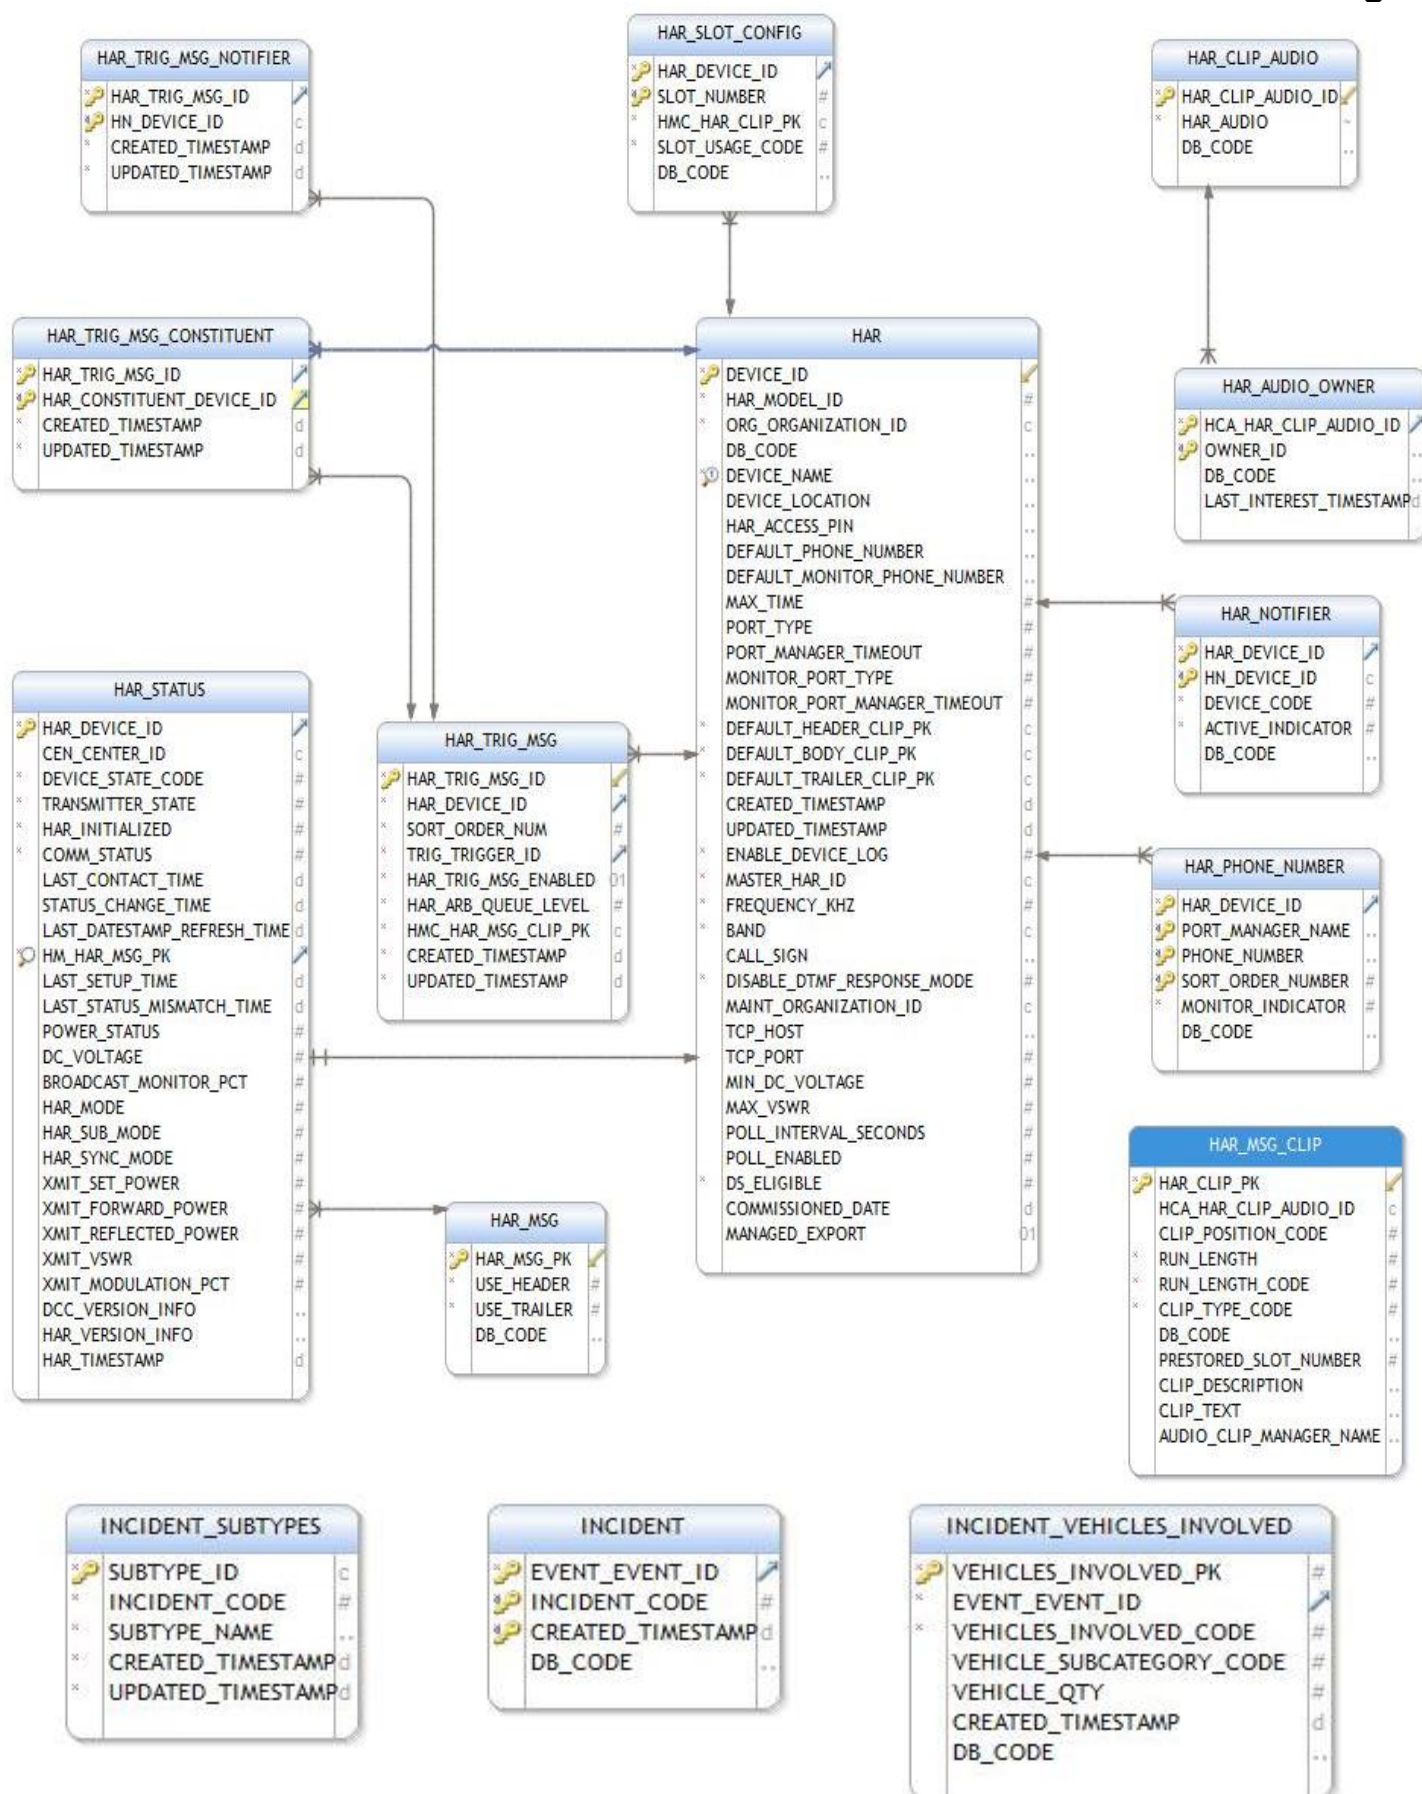 HAR_TRIG_MSG_NOTIFIER
HAR_TRIG_MSG_ID
HN_DEVICE_ID
c
CREATED_TIMESTAMP
d
UPDATED_TIMESTAMP
d
HAR_SLOT_CONFIG
HAR_DEVICE_ID
SLOT_NUMBER
#
HMC_HAR_CLIP_PK
c
SLOT_USAGE_CODE
#
DB_CODE
..
HAR_CLIP_AUDIO
HAR_CLIP_AUDIO_ID
HAR_AUDIO
~
DB_CODE
..
HAR_TRIG_MSG_CONSTITUENT
HAR_TRIG_MSG_ID
HAR_CONSTITUENT_DEVICE_ID
CREATED_TIMESTAMP
d
UPDATED_TIMESTAMP
d
HAR
DEVICE_ID
HAR_MODEL_ID
#
ORG_ORGANIZATION_ID
c
DB_CODE
..
DEVICE_NAME
..
DEVICE_LOCATION
..
HAR_ACCESS_PIN
..
DEFAULT_PHONE_NUMBER
..
DEFAULT_MONITOR_PHONE_NUMBER
..
MAX_TIME
#
PORT_TYPE
#
PORT_MANAGER_TIMEOUT
#
MONITOR_PORT_TYPE
#
MONITOR_PORT_MANAGER_TIMEOUT
#
DEFAULT_HEADER_CLIP_PK
c
DEFAULT_BODY_CLIP_PK
c
DEFAULT_TRAILER_CLIP_PK
c
CREATED_TIMESTAMP
d
UPDATED_TIMESTAMP
d
ENABLE_DEVICE_LOG
#
MASTER_HAR_ID
c
FREQUENCY_KHZ
#
BAND
c
CALL_SIGN
..
DISABLE_DTMF_RESPONSE_MODE
#
MAINT_ORGANIZATION_ID
c
TCP_HOST
..
TCP_PORT
#
MIN_DC_VOLTAGE
#
MAX_VSWR
#
POLL_INTERVAL_SECONDS
#
POLL_ENABLED
#
DS_ELIGIBLE
#
COMMISSIONED_DATE
d
MANAGED_EXPORT
01
HAR_AUDIO_OWNER
HCA_HAR_CLIP_AUDIO_ID
OWNER_ID
..
DB_CODE
..
LAST_INTEREST_TIMESTAMP
d
HAR_NOTIFIER
HAR_DEVICE_ID
HN_DEVICE_ID
c
DEVICE_CODE
#
ACTIVE_INDICATOR
#
DB_CODE
..
HAR_STATUS
HAR_DEVICE_ID
CEN_CENTER_ID
c
DEVICE_STATE_CODE
#
TRANSMITTER_STATE
#
HAR_INITIALIZED
#
COMM_STATUS
#
LAST_CONTACT_TIME
d
STATUS_CHANGE_TIME
d
LAST_DATESTAMP_REFRESH_TIME
d
HM_HAR_MSG_PK
LAST_SETUP_TIME
d
LAST_STATUS_MISMATCH_TIME
d
POWER_STATUS
#
DC_VOLTAGE
#
BROADCAST_MONITOR_PCT
#
HAR_MODE
#
HAR_SUB_MODE
#
HAR_SYNC_MODE
#
XMIT_SET_POWER
#
XMIT_FORWARD_POWER
#
XMIT_REFLECTED_POWER
#
XMIT_VSWR
#
XMIT_MODULATION_PCT
#
DCC_VERSION_INFO
..
HAR_VERSION_INFO
..
HAR_TIMESTAMP
d
HAR_TRIG_MSG
HAR_TRIG_MSG_ID
HAR_DEVICE_ID
SORT_ORDER_NUM
#
TRIG_TRIGGER_ID
HAR_TRIG_MSG_ENABLED
01
HAR_ARB_QUEUE_LEVEL
#
HMC_HAR_MSG_CLIP_PK
c
CREATED_TIMESTAMP
d
UPDATED_TIMESTAMP
d
HAR_PHONE_NUMBER
HAR_DEVICE_ID
PORT_MANAGER_NAME
..
PHONE_NUMBER
..
SORT_ORDER_NUMBER
#
MONITOR_INDICATOR
#
DB_CODE
..
HAR_MSG
HAR_MSG_PK
USE_HEADER
#
USE_TRAILER
#
DB_CODE
..
HAR_MSG_CLIP
HAR_CLIP_PK
HCA_HAR_CLIP_AUDIO_ID
c
CLIP_POSITION_CODE
#
RUN_LENGTH
#
RUN_LENGTH_CODE
#
CLIP_TYPE_CODE
#
DB_CODE
..
PRESTORED_SLOT_NUMBER
#
CLIP_DESCRIPTION
..
CLIP_TEXT
..
AUDIO_CLIP_MANAGER_NAME
..
INCIDENT_SUBTYPES
SUBTYPE_ID
c
INCIDENT_CODE
#
SUBTYPE_NAME
..
CREATED_TIMESTAMP
d
UPDATED_TIMESTAMP
d
INCIDENT
EVENT_EVENT_ID
INCIDENT_CODE
#
CREATED_TIMESTAMP
d
DB_CODE
..
INCIDENT_VEHICLES_INVOLVED
VEHICLES_INVOLVED_PK
#
EVENT_EVENT_ID
VEHICLES_INVOLVED_CODE
#
VEHICLE_SUBCATEGORY_CODE
#
VEHICLE_QTY
#
CREATED_TIMESTAMP
d
DB_CODE
..